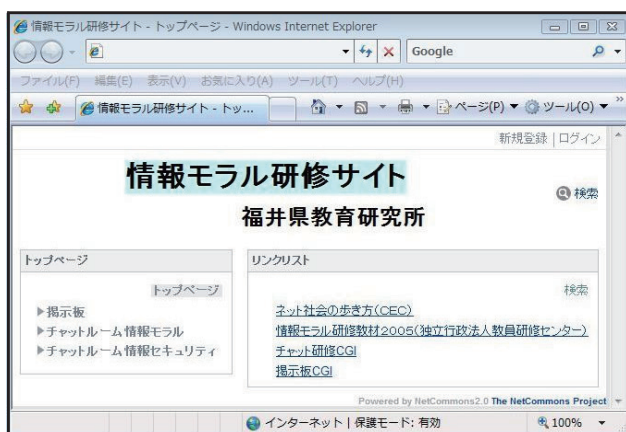 情報モラル研修サイト - トップページ - Windows Internet Explorer
Google
ファイル(F) 編集(E) 表示(V) お気に入り(A) ツール(T) ヘルプ(H)
情報モラル研修サイト - トッ... ページ(P) ツール(O) »
新規登録 | ログイン
情報モラル研修サイト
検索
福井県教育研究所
トップページ
トップページ
▶掲示板
▶チャットルーム情報モラル
▶チャットルーム情報セキュリティ
リンクリスト
検索
ネット社会の歩き方(CEC)
情報モラル研修教材2005(独立行政法人教員研修センター)
チャット研修CGI
掲示板CGI
Powered by NetCommons2.0 The NetCommons Project
インターネット | 保護モード: 有効 100%